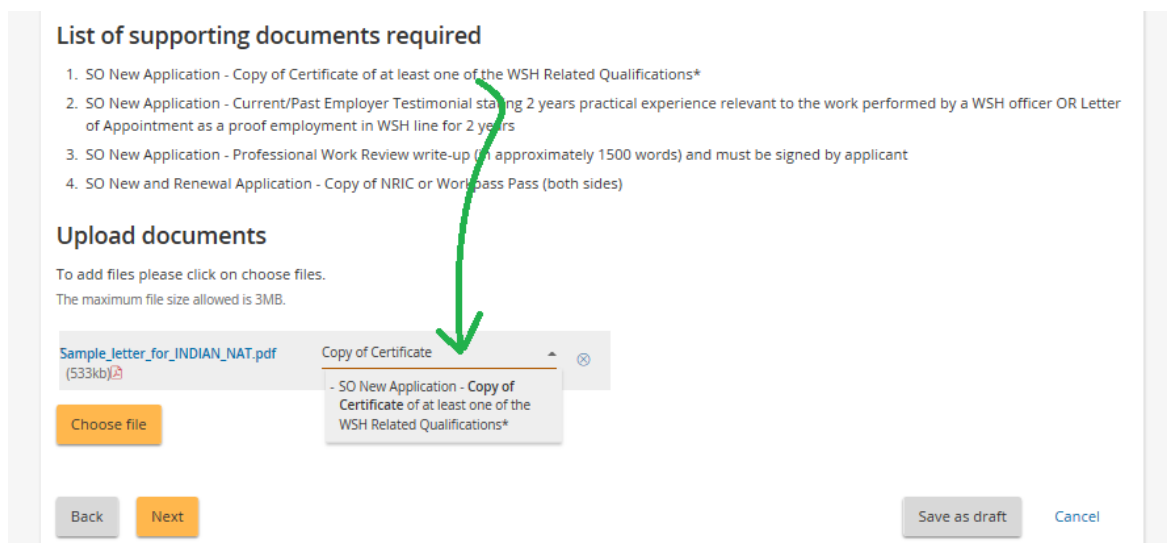 List of supporting documents required
1. SO New Application - Copy of Certificate of at least one of the WSH Related Qualifications*
2. SO New Application - Current/Past Employer Testimonial stating 2 years practical experience relevant to the work performed by a WSH officer OR Letter
of Appointment as a proof employment in WSH line for 2 years
3. SO New Application - Professional Work Review write-up (in approximately 1500 words) and must be signed by applicant
4. SO New and Renewal Application - Copy of NRIC or Workpass Pass (both sides)
Upload documents
To add files please click on choose files.
The maximum file size allowed is 3MB.
Sample_letter_for_INDIAN_NAT.pdf
(533kb)
Copy of Certificate
- SO New Application - Copy of
Certificate of at least one of the
WSH Related Qualifications*
Choose file
Back
Next
Save as draft
Cancel